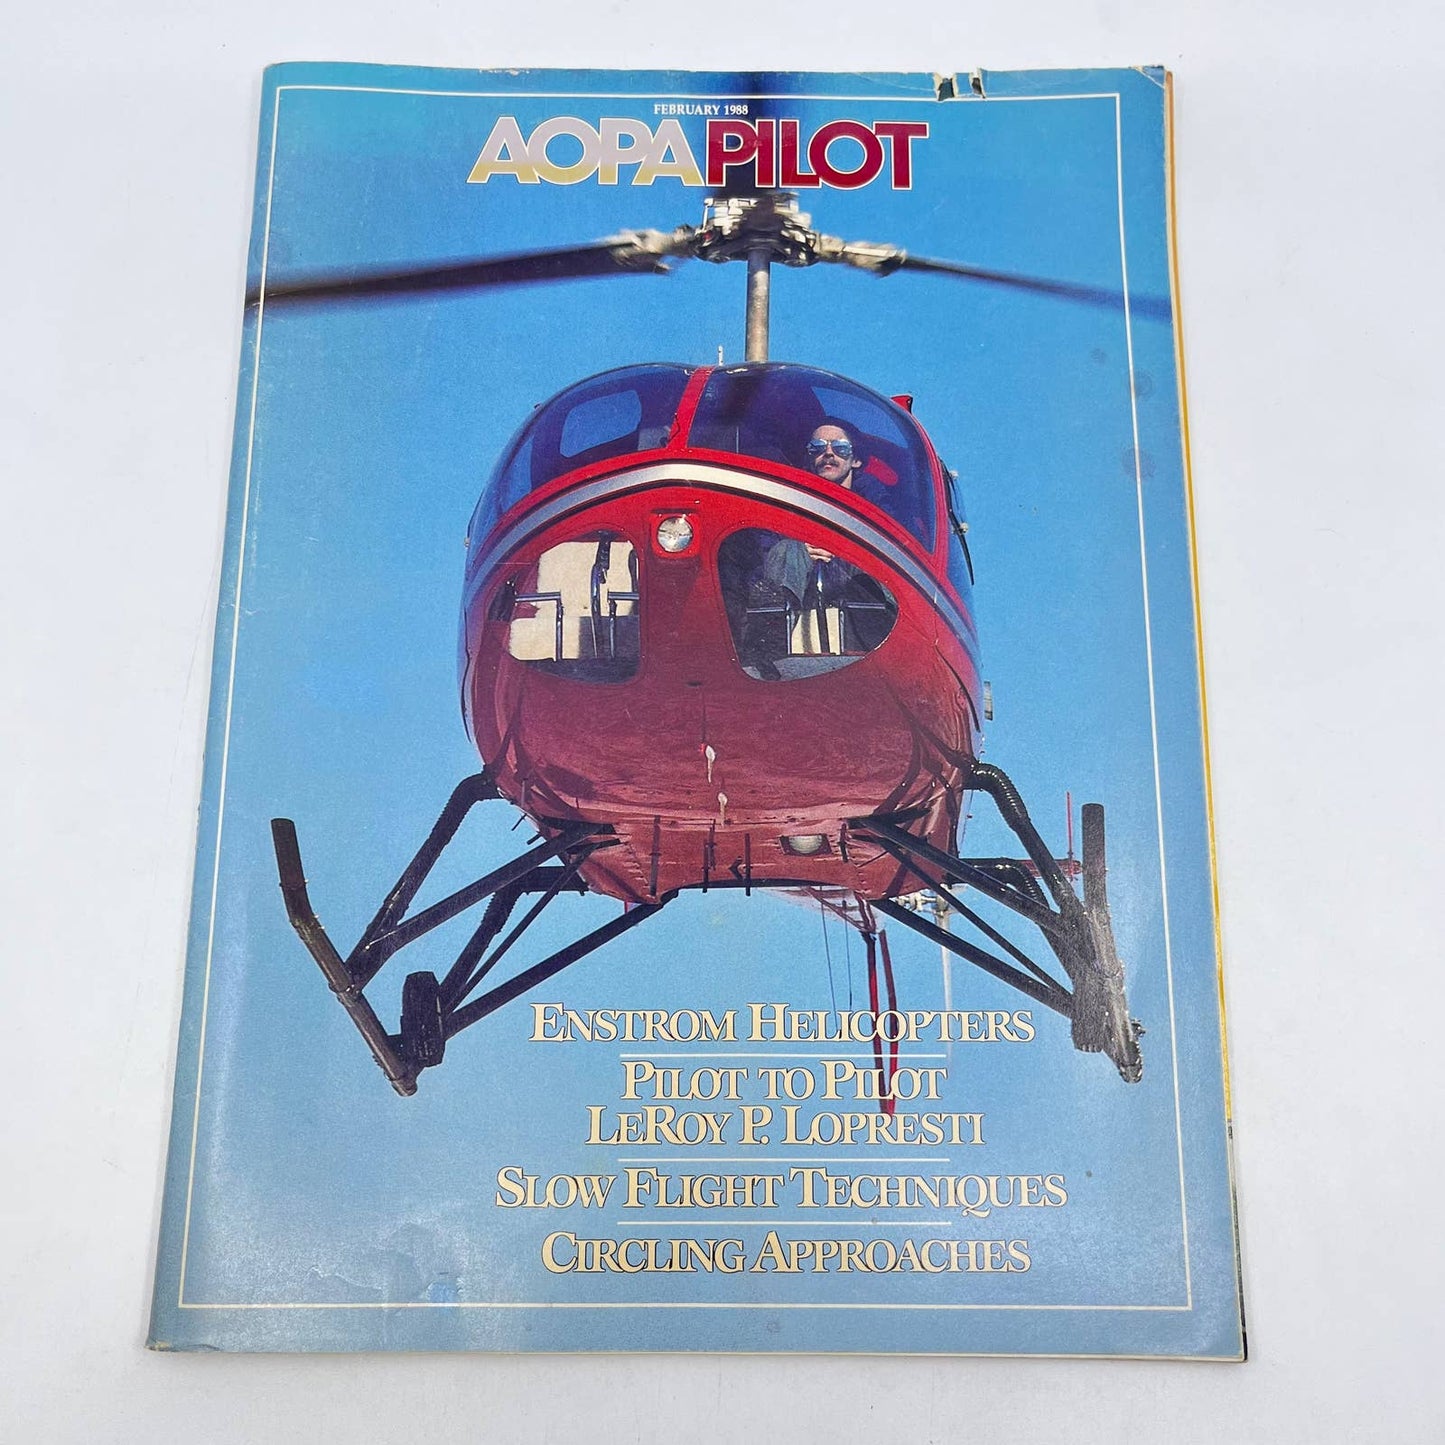 FEBRUARY 1988
AOPA PILOT
ENSTROM HELICOPTERS
PILOT TO PILOT
LEROY P. LOPRESTI
SLOW FLIGHT TECHNIQUES
CIRCLING APPROACHES